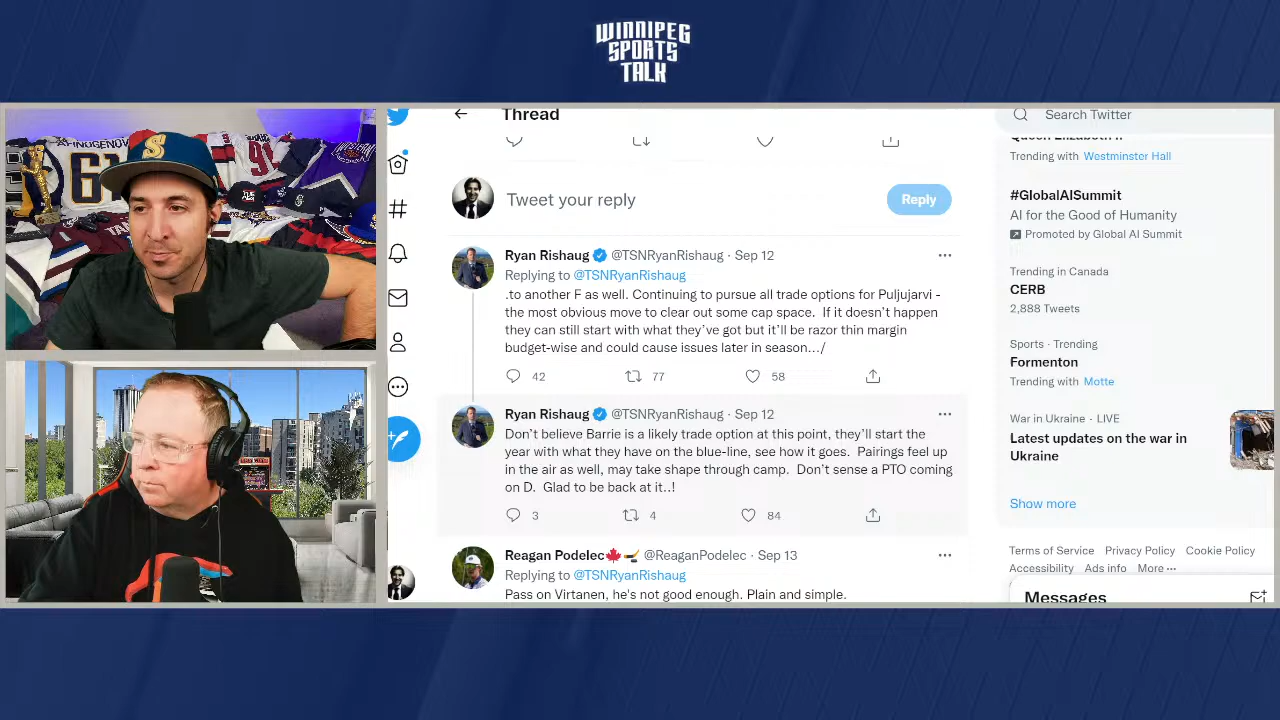 WINNIPEG
SPORTS
TALK
AFINOGENOV
61
91
S
Thread
Search Twitter
Trending with Westminster Hall
Tweet your reply
Reply
#GlobalAISummit
AI for the Good of Humanity
Promoted by Global AI Summit
Ryan Rishaug @TSNRyanRishaug · Sep 12
Replying to @TSNRyanRishaug
.to another F as well. Continuing to pursue all trade options for Puljujarvi -
the most obvious move to clear out some cap space. If it doesn't happen
they can still start with what they've got but it'll be razor thin margin
budget-wise and could cause issues later in season.../
42 77 58
Trending in Canada
CERB
2,888 Tweets
Sports · Trending
Formenton
Trending with Motte
Ryan Rishaug @TSNRyanRishaug · Sep 12
Don't believe Barrie is a likely trade option at this point, they'll start the
year with what they have on the blue-line, see how it goes. Pairings feel up
in the air as well, may take shape through camp. Don't sense a PTO coming
on D. Glad to be back at it..!
3 4 84
War in Ukraine · LIVE
Latest updates on the war in
Ukraine
Show more
Reagan Podelec @ReaganPodelec · Sep 13
Replying to @TSNRyanRishaug
Pass on Virtanen, he's not good enough. Plain and simple.
Terms of Service Privacy Policy Cookie Policy
Accessibility Ads info More ···
Messages